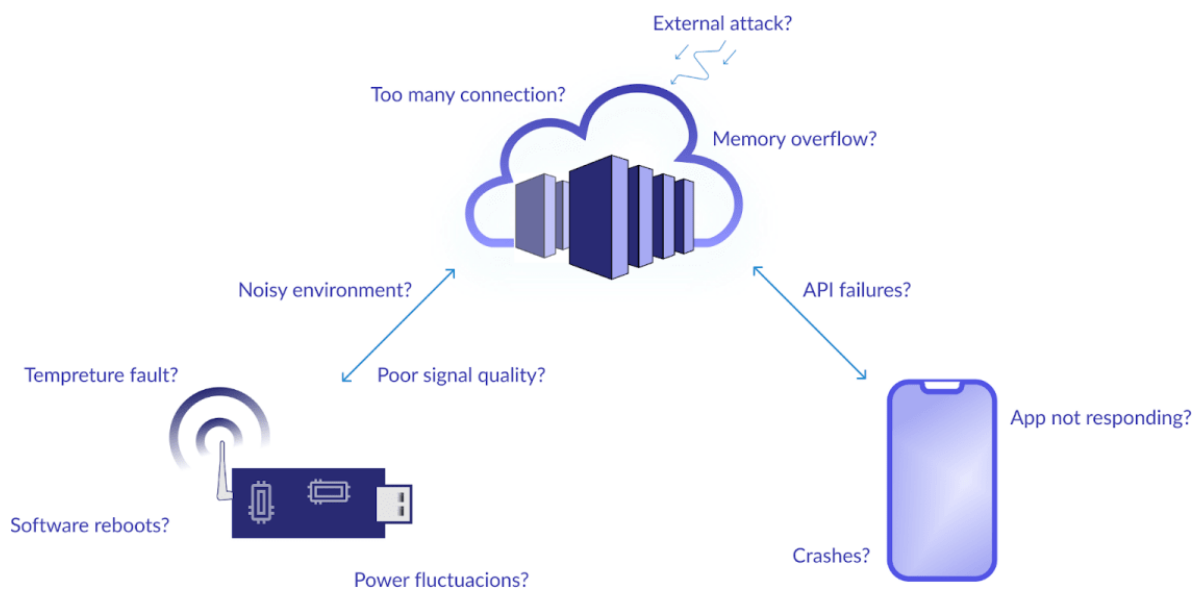 External attack?
Too many connection?
Memory overflow?
Noisy environment?
API failures?
Tempreture fault?
Poor signal quality?
App not responding?
Software reboots?
Crashes?
Power fluctuacions?